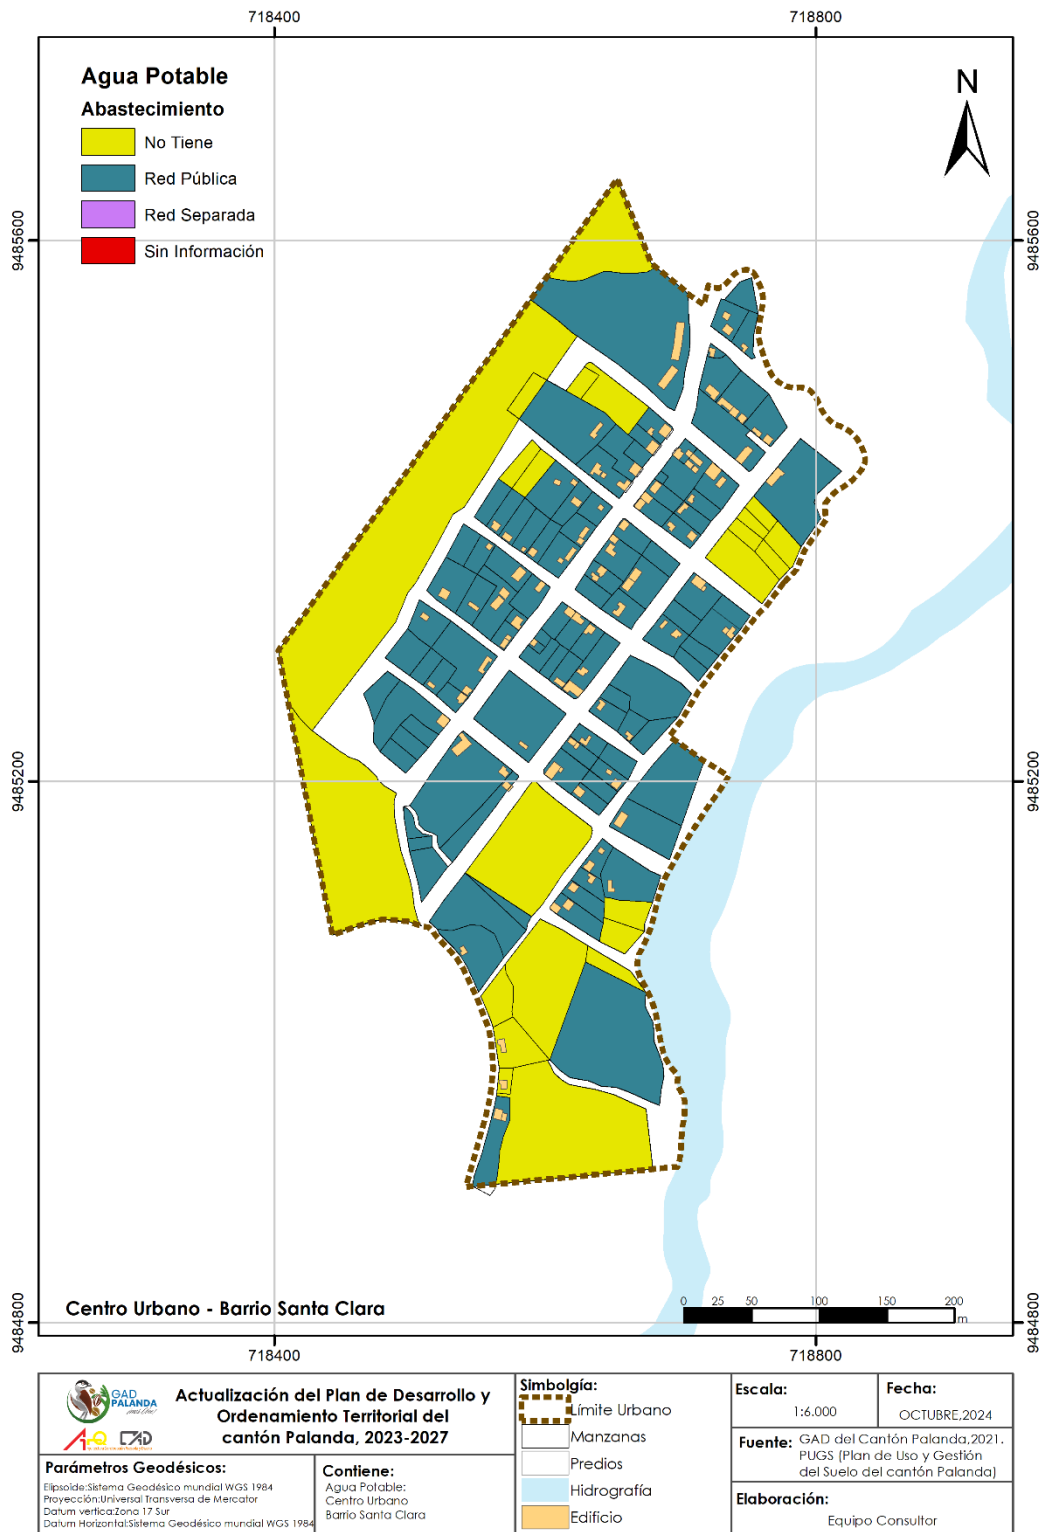 718400
718800
Agua Potable
Abastecimiento
No Tiene
Red Pública
Red Separada
Sin Información
N
9485600
9485600
9485200
9485200
9484800
9484800
Centro Urbano - Barrio Santa Clara
0 25 50 100 150 200
m
718400
718800
GAD
PALANDA
Actualización del Plan de Desarrollo y
Ordenamiento Territorial del
cantón Palanda, 2023-2027
Parámetros Geodésicos:
Elipsoide:Sistema Geodésico mundial WGS 1984
Proyección:Universal Transversa de Mercator
Datum vertica:Zona 17 Sur
Datum Horizontal:Sistema Geodésico mundial WGS 1984
Contiene:
Agua Potable:
Centro Urbano
Barrio Santa Clara
Simbolgía:
Límite Urbano
Manzanas
Predios
Hidrografía
Edificio
Escala:
1:6.000
Fecha:
OCTUBRE,2024
Fuente: GAD del Cantón Palanda,2021.
PUGS (Plan de Uso y Gestión
del Suelo del cantón Palanda)
Elaboración:
Equipo Consultor